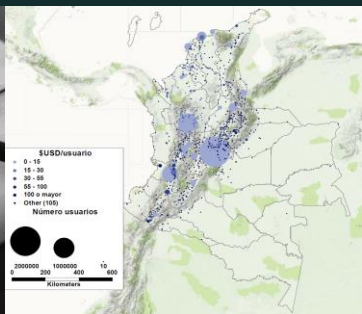 $USD/usuario
0 - 15
15 - 30
30 - 55
55 - 100
100 o mayor
Other (105)
Número usuarios
2000000 1000000 10
0 200 400 600
Kilometers